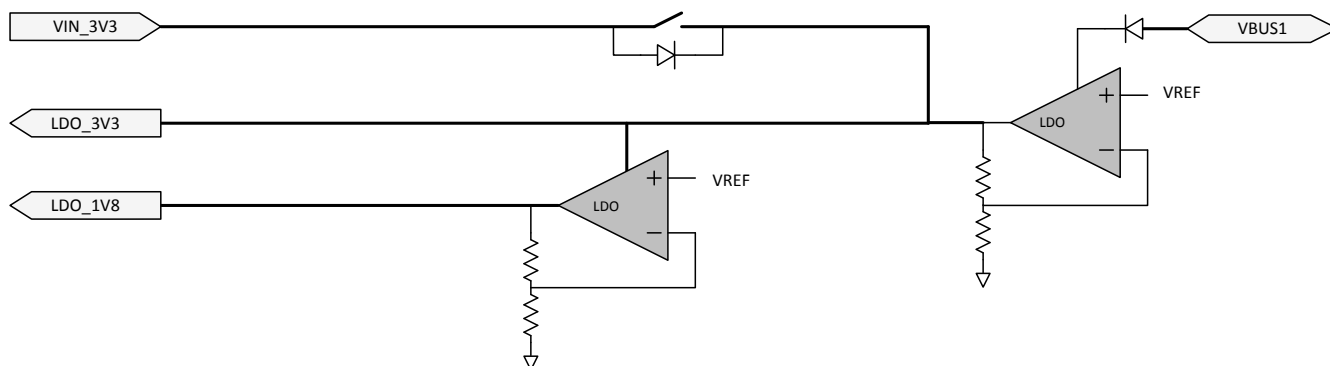 VIN_3V3
VBUS1
+
VREF
LDO_3V3
LDO
−
+
VREF
LDO_1V8
LDO
−